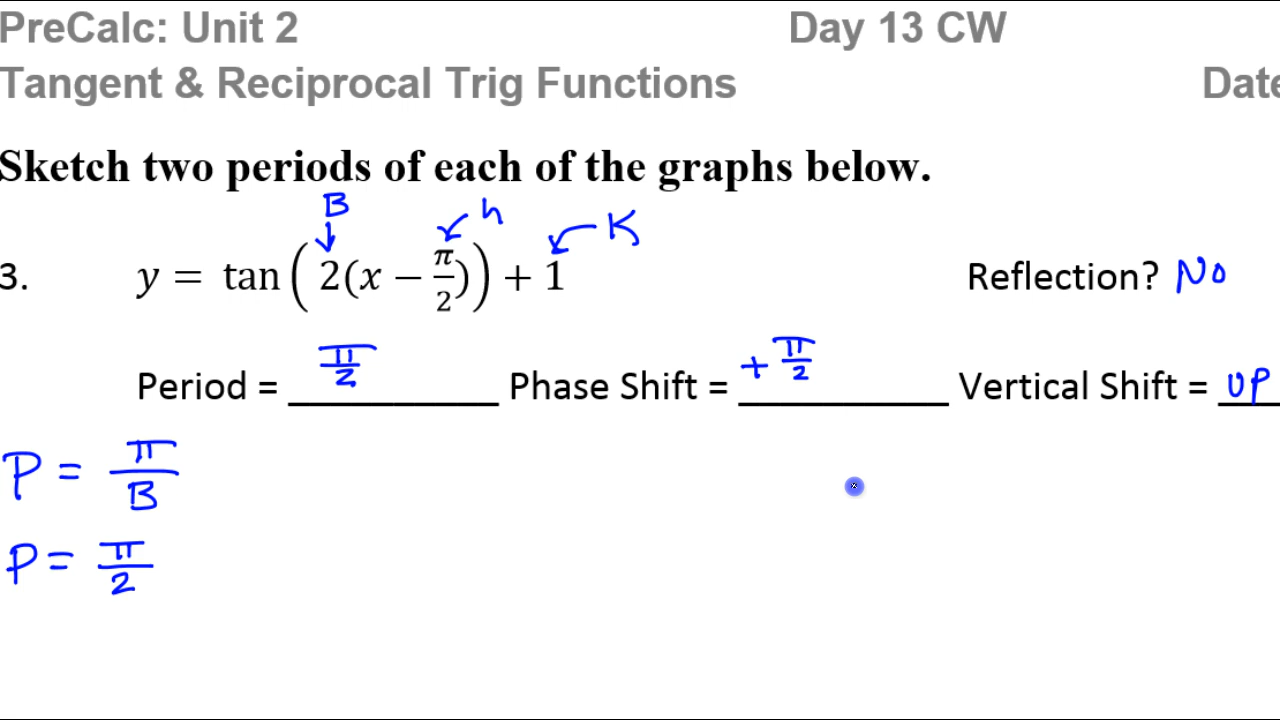 PreCalc: Unit 2 Day 13 CW
Tangent & Reciprocal Trig Functions Date
Sketch two periods of each of the graphs below.
B h K
3. y = tan( 2(x − π/2)) + 1 Reflection? No
Period = π/2 Phase Shift = + π/2 Vertical Shift = UP
P = π/B
P = π/2